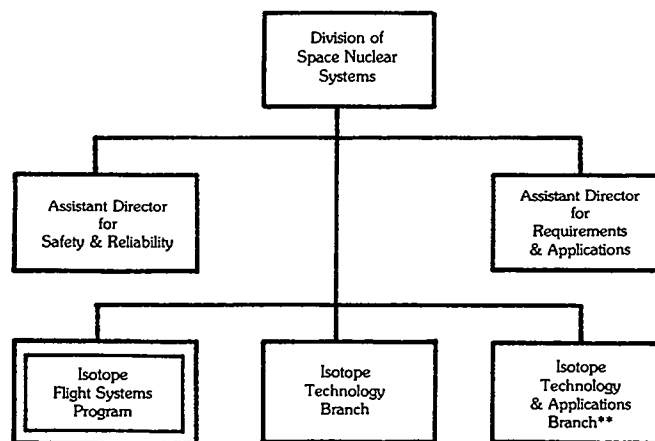 Division of
Space Nuclear
Systems
Assistant Director
for
Safety & Reliability
Assistant Director
for
Requirements
& Applications
Isotope
Flight Systems
Program
Isotope
Technology
Branch
Isotope
Technology
& Applications
Branch**